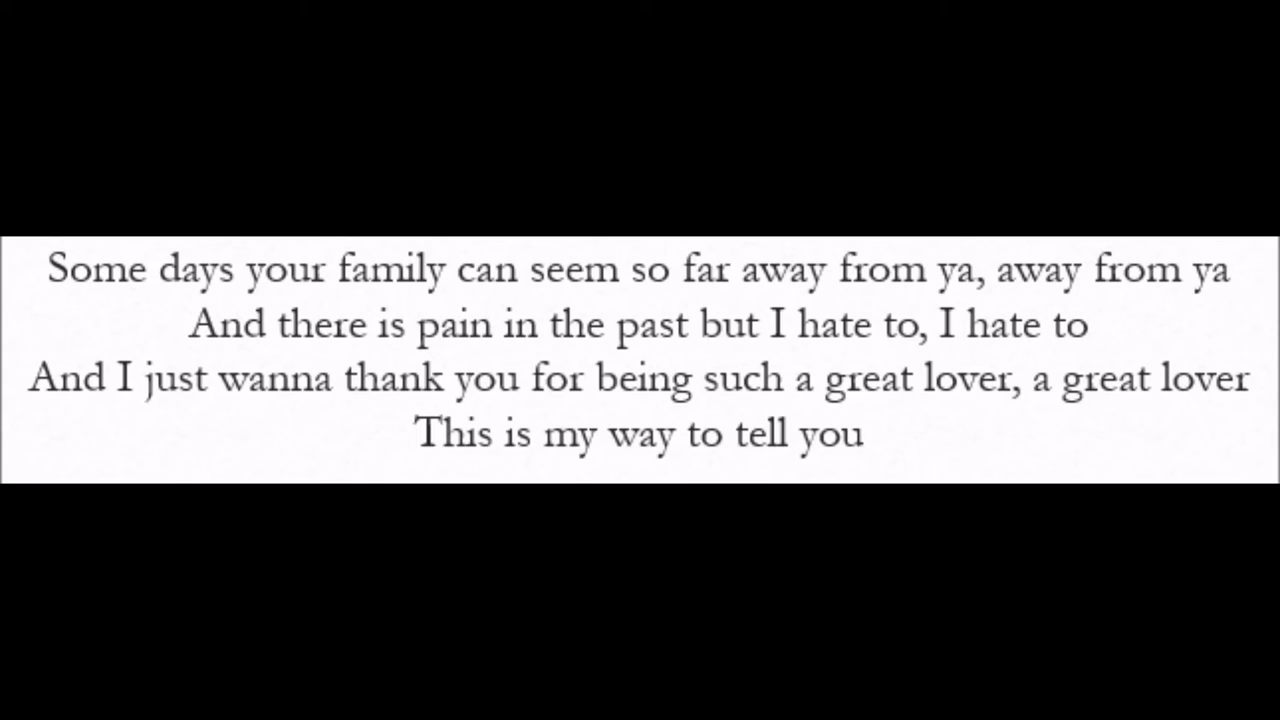 Some days your family can seem so far away from ya, away from ya
And there is pain in the past but I hate to, I hate to
And I just wanna thank you for being such a great lover, a great lover
This is my way to tell you